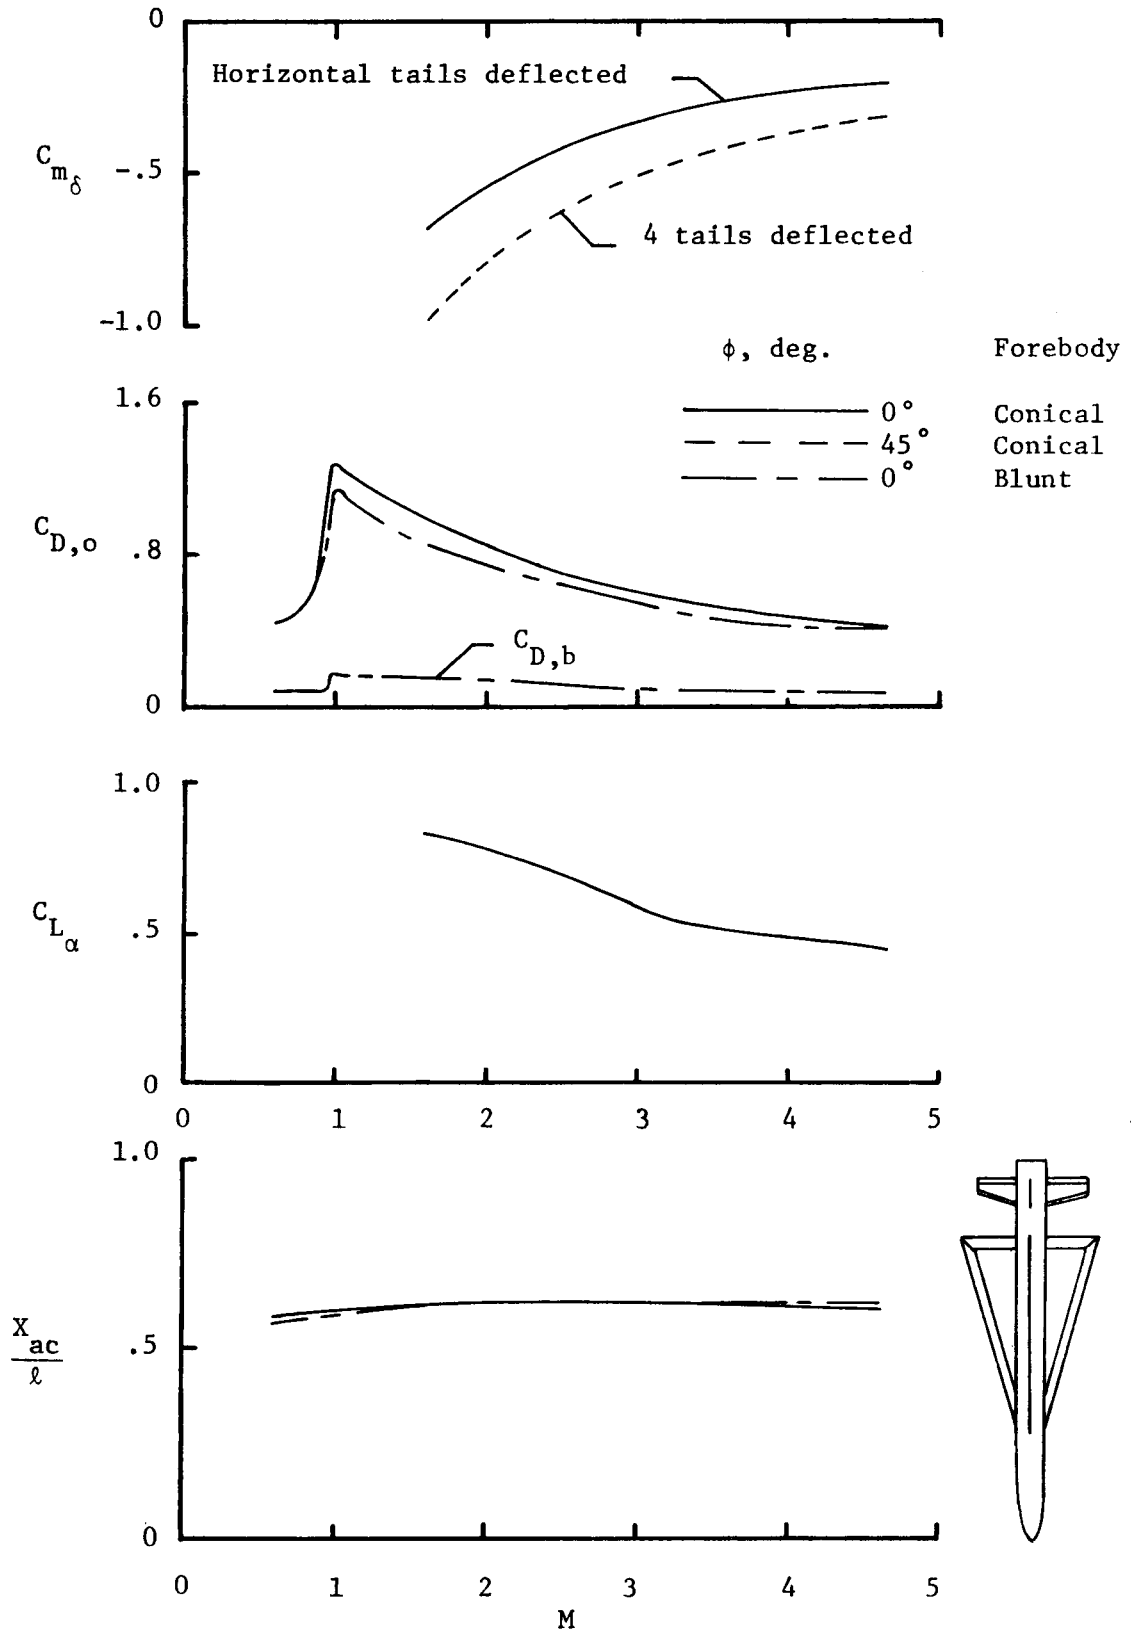 0
Horizontal tails deflected
C_{m_δ}
-.5
4 tails deflected
-1.0
φ, deg. Forebody
1.6
0° Conical
45° Conical
0° Blunt
C_{D,o}
.8
C_{D,b}
0
1.0
C_{L_α}
.5
0
0 1 2 3 4 5
1.0
X_{ac}
ℓ
.5
0
0 1 2 3 4 5
M